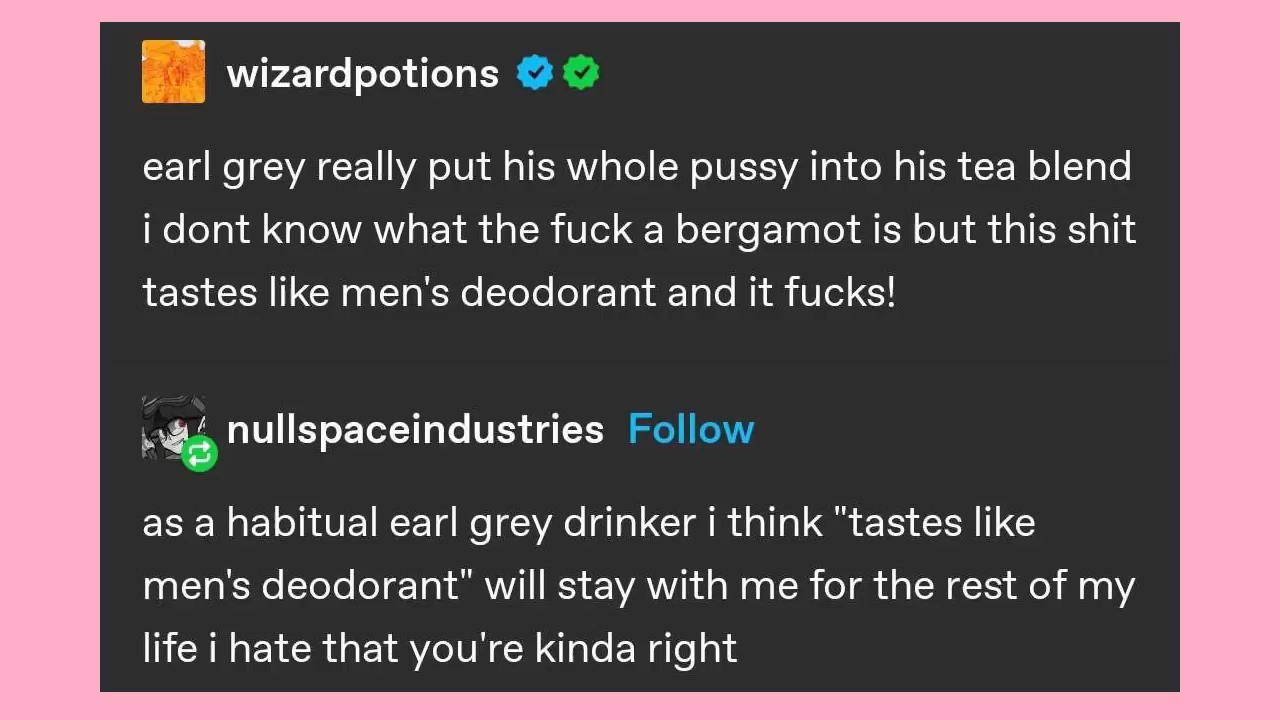 wizardpotions
earl grey really put his whole pussy into his tea blend
i dont know what the fuck a bergamot is but this shit
tastes like men's deodorant and it fucks!
nullspaceindustries Follow
as a habitual earl grey drinker i think "tastes like
men's deodorant" will stay with me for the rest of my
life i hate that you're kinda right